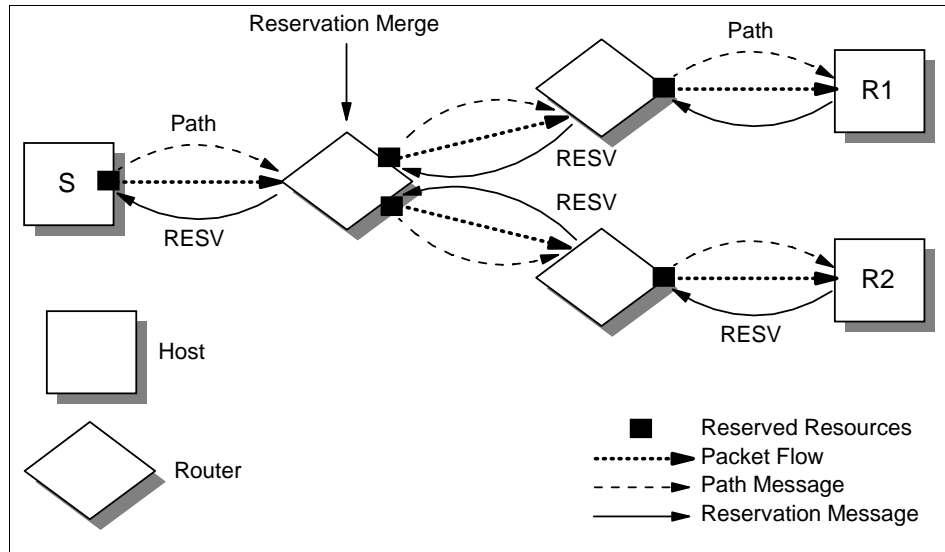 Reservation Merge
Path
Path
R1
RESV
S
RESV
RESV
R2
RESV
Host
Router
Reserved Resources
Packet Flow
Path Message
Reservation Message